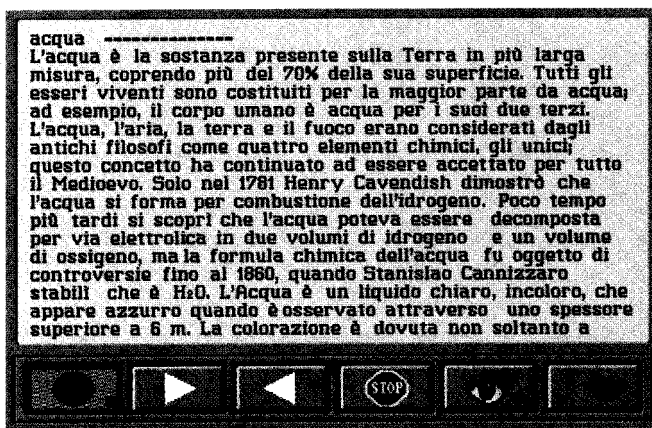 acqua --------------
L'acqua è la sostanza presente sulla Terra in più larga
misura, coprendo più del 70% della sua superficie. Tutti gli
esseri viventi sono costituiti per la maggior parte da acqua;
ad esempio, il corpo umano è acqua per i suoi due terzi.
L'acqua, l'aria, la terra e il fuoco erano considerati dagli
antichi filosofi come quattro elementi chimici, gli unici;
questo concetto ha continuato ad essere accettato per tutto
il Medioevo. Solo nel 1781 Henry Cavendish dimostrò che
l'acqua si forma per combustione dell'idrogeno. Poco tempo
più tardi si scoprì che l'acqua poteva essere decomposta
per via elettrolica in due volumi di idrogeno e un volume
di ossigeno, ma la formula chimica dell'acqua fu oggetto di
controversie fino al 1860, quando Stanislao Cannizzaro
stabilì che è H₂O. L'Acqua è un liquido chiaro, incoloro, che
appare azzurro quando è osservato attraverso uno spessore
superiore a 6 m. La colorazione è dovuta non soltanto a
STOP